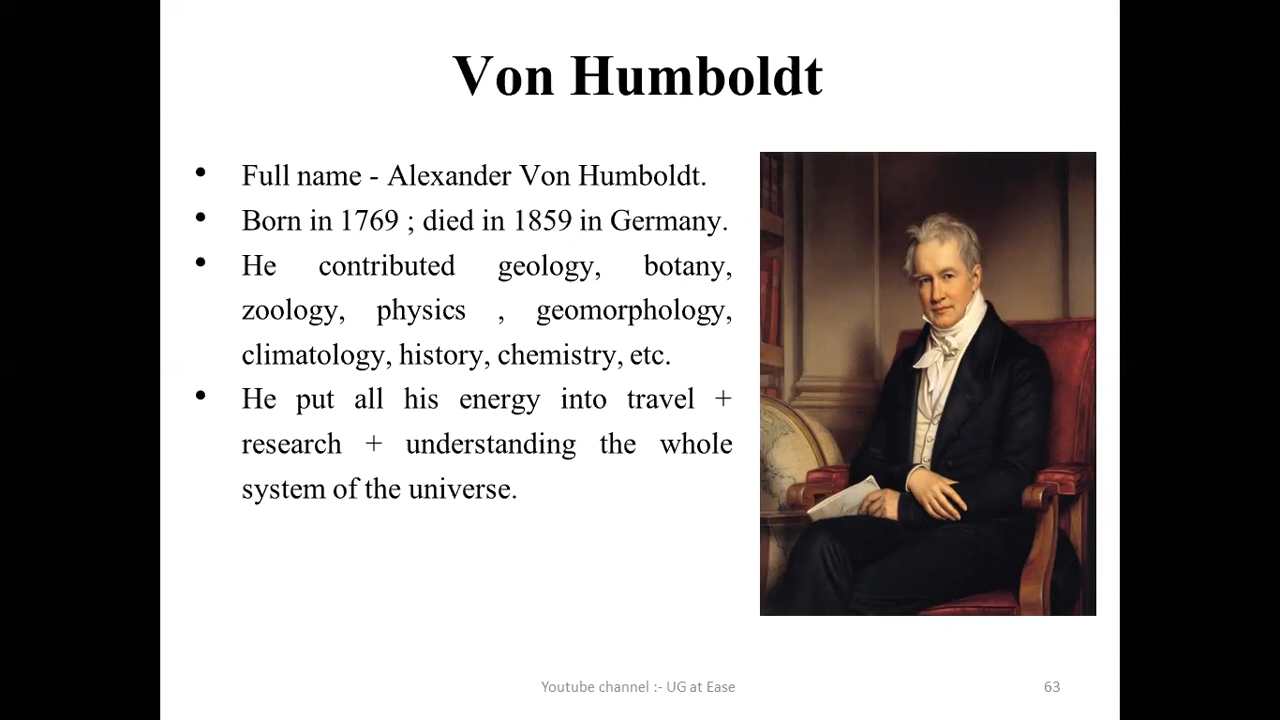 Von Humboldt
• Full name - Alexander Von Humboldt.
• Born in 1769 ; died in 1859 in Germany.
• He contributed geology, botany,
zoology, physics , geomorphology,
climatology, history, chemistry, etc.
• He put all his energy into travel +
research + understanding the whole
system of the universe.
Youtube channel :- UG at Ease
63